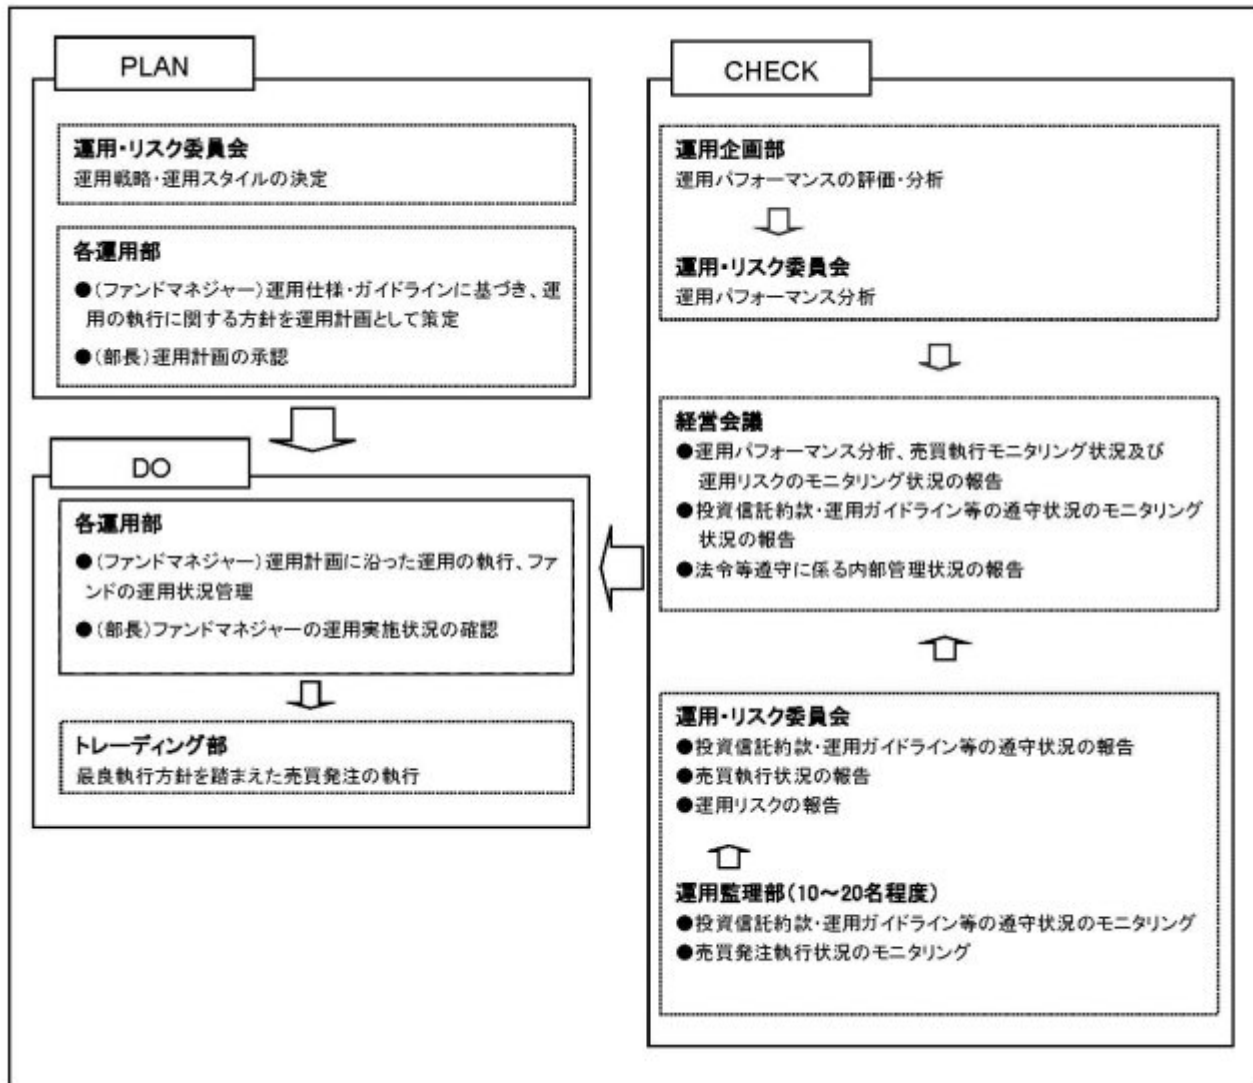 PLAN
運用・リスク委員会
運用戦略・運用スタイルの決定
各運用部
●(ファンドマネジャー)運用仕様・ガイドラインに基づき、運
用の執行に関する方針を運用計画として策定
●(部長)運用計画の承認
DO
各運用部
●(ファンドマネジャー)運用計画に沿った運用の執行、ファ
ンドの運用状況管理
●(部長)ファンドマネジャーの運用実施状況の確認
トレーディング部
最良執行方針を踏まえた売買発注の執行
CHECK
運用企画部
運用パフォーマンスの評価・分析
運用・リスク委員会
運用パフォーマンス分析
経営会議
●運用パフォーマンス分析、売買執行モニタリング状況及び
運用リスクのモニタリング状況の報告
●投資信託約款・運用ガイドライン等の遵守状況のモニタリング
状況の報告
●法令等遵守に係る内部管理状況の報告
運用・リスク委員会
●投資信託約款・運用ガイドライン等の遵守状況の報告
●売買執行状況の報告
●運用リスクの報告
運用監理部(10～20名程度)
●投資信託約款・運用ガイドライン等の遵守状況のモニタリング
●売買発注執行状況のモニタリング